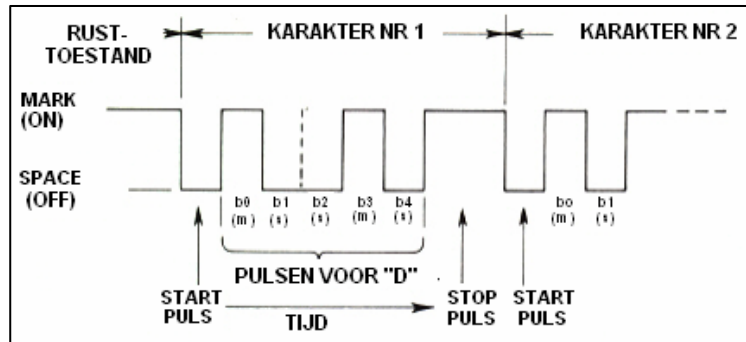 RUST-
TOESTAND
KARAKTER NR 1
KARAKTER NR 2
MARK
(ON)
SPACE
(OFF)
b0 b1 b2 b3 b4 bo b1
(m) (s) (s) (m) (s) (m) (s)
PULSEN VOOR "D"
START
PULS
TIJD
STOP
PULS
START
PULS